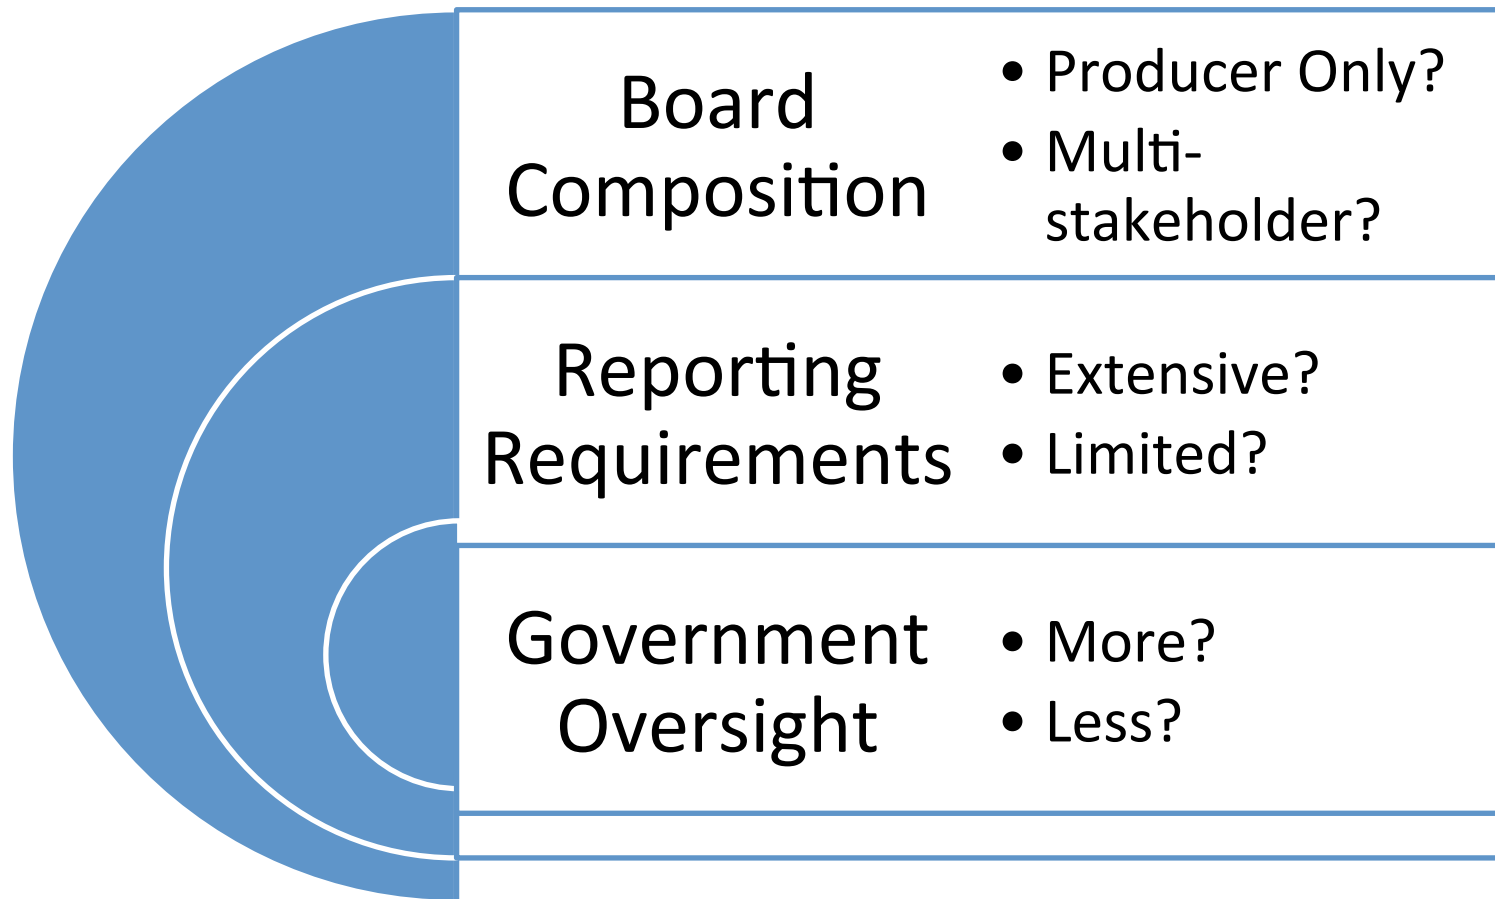 Board
Composition
• Producer Only?
• Multi-
stakeholder?
Reporting
Requirements
• Extensive?
• Limited?
Government
Oversight
• More?
• Less?